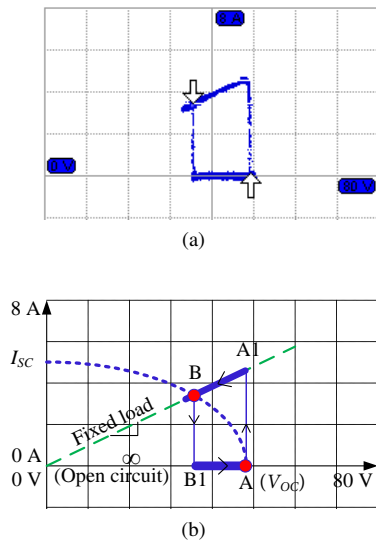 8 A
0 V
80 V
(a)
8 A
I_SC
A1
B
Fixed load
∞
(Open circuit)
0 A
0 V
B1
A (V_OC)
80 V
(b)